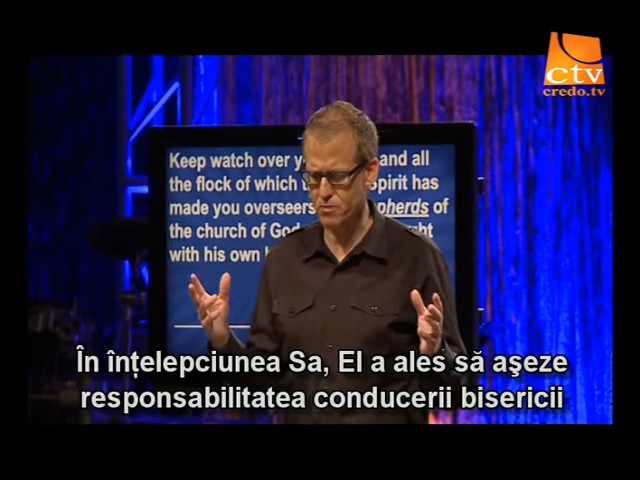 ctv
credo.tv
Keep watch over and all
the flock of which Spirit has
made you overseers of
the church of God
with his own
În înțelepciunea Sa, El a ales să aşeze
responsabilitatea conducerii bisericii